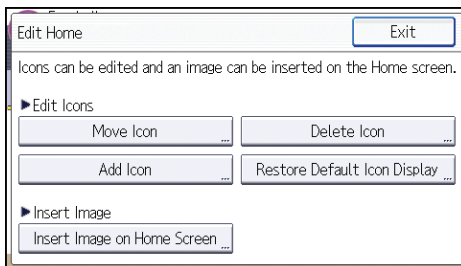 Edit Home
Exit
Icons can be edited and an image can be inserted on the Home screen.
▶Edit Icons
Move Icon ...
Delete Icon ...
Add Icon ...
Restore Default Icon Display ...
▶Insert Image
Insert Image on Home Screen ...